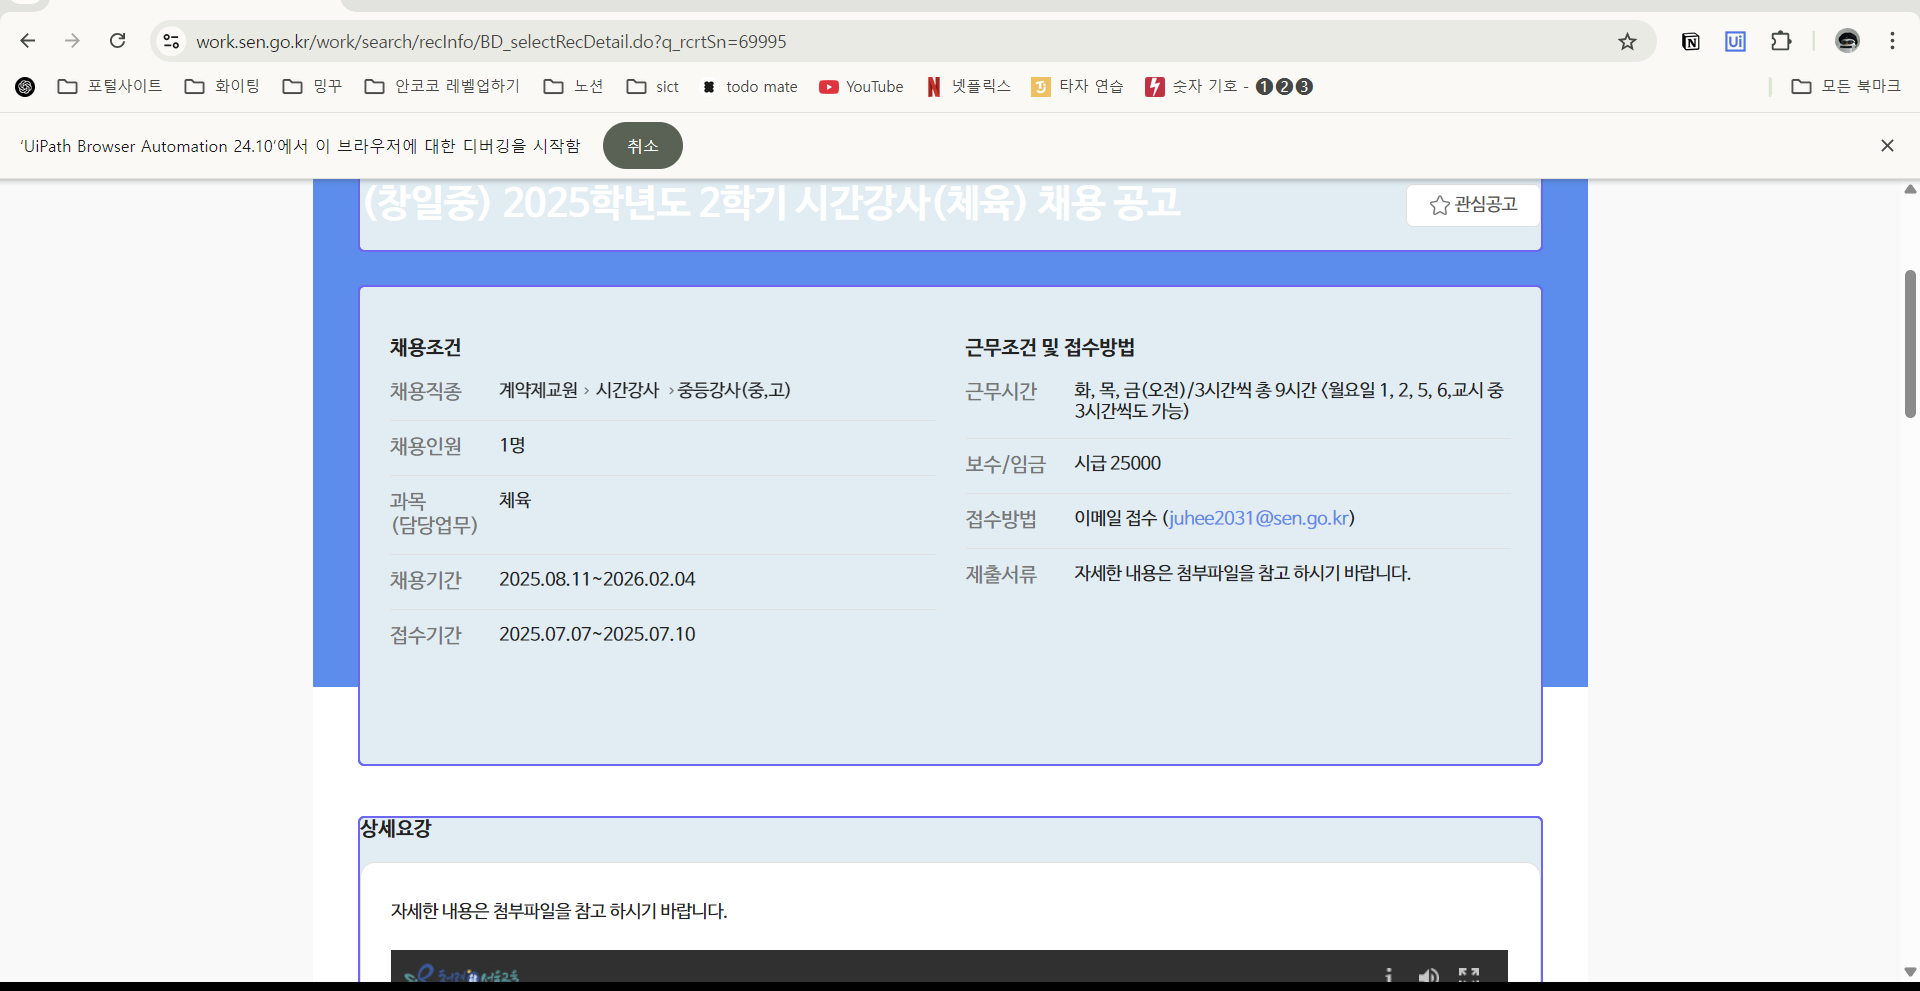 work.sen.go.kr/work/search/recInfo/BD_selectRecDetail.do?q_rcrtSn=69995
포털사이트 화이팅 밍꾸 안코코 레벨업하기 노션 sict todo mate YouTube 넷플릭스 타자 연습 숫자 기호 - ❶❷❸ 모든 북마크
'UiPath Browser Automation 24.10'에서 이 브라우저에 대한 디버깅을 시작함 취소
(창일중) 2025학년도 2학기 시간강사(체육) 채용 공고
관심공고
채용조건
채용직종 계약제교원 › 시간강사 › 중등강사(중,고)
채용인원 1명
과목 체육
(담당업무)
채용기간 2025.08.11~2026.02.04
접수기간 2025.07.07~2025.07.10
근무조건 및 접수방법
근무시간 화, 목, 금(오전)/3시간씩 총 9시간 <월요일 1, 2, 5, 6,교시 중
3시간씩도 가능)
보수/임금 시급 25000
접수방법 이메일 접수 (juhee2031@sen.go.kr)
제출서류 자세한 내용은 첨부파일을 참고 하시기 바랍니다.
상세요강
자세한 내용은 첨부파일을 참고 하시기 바랍니다.